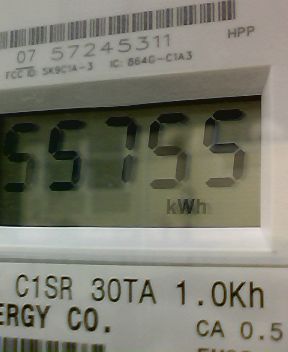 HPP
07 57245311
FCC ID: SK9C1A-3 IC: 864G-C1A3
55755
kWh
C1SR 30TA 1.0Kh
ERGY CO.
CA 0.5